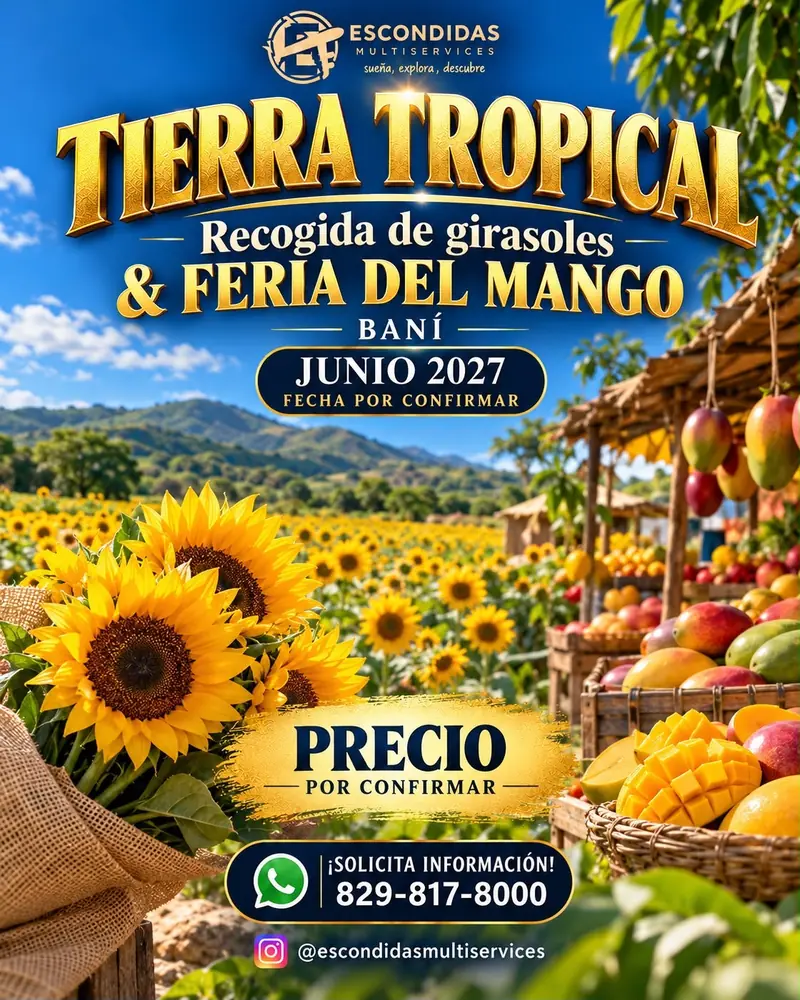 ESCONDIDAS
MULTISERVICES
sueña, explora, descubre
TIERRA TROPICAL
Recogida de girasoles
& FERIA DEL MANGO
BANÍ
JUNIO 2027
FECHA POR CONFIRMAR
PRECIO
POR CONFIRMAR
¡SOLICITA INFORMACIÓN!
829-817-8000
@escondidasmultiservices